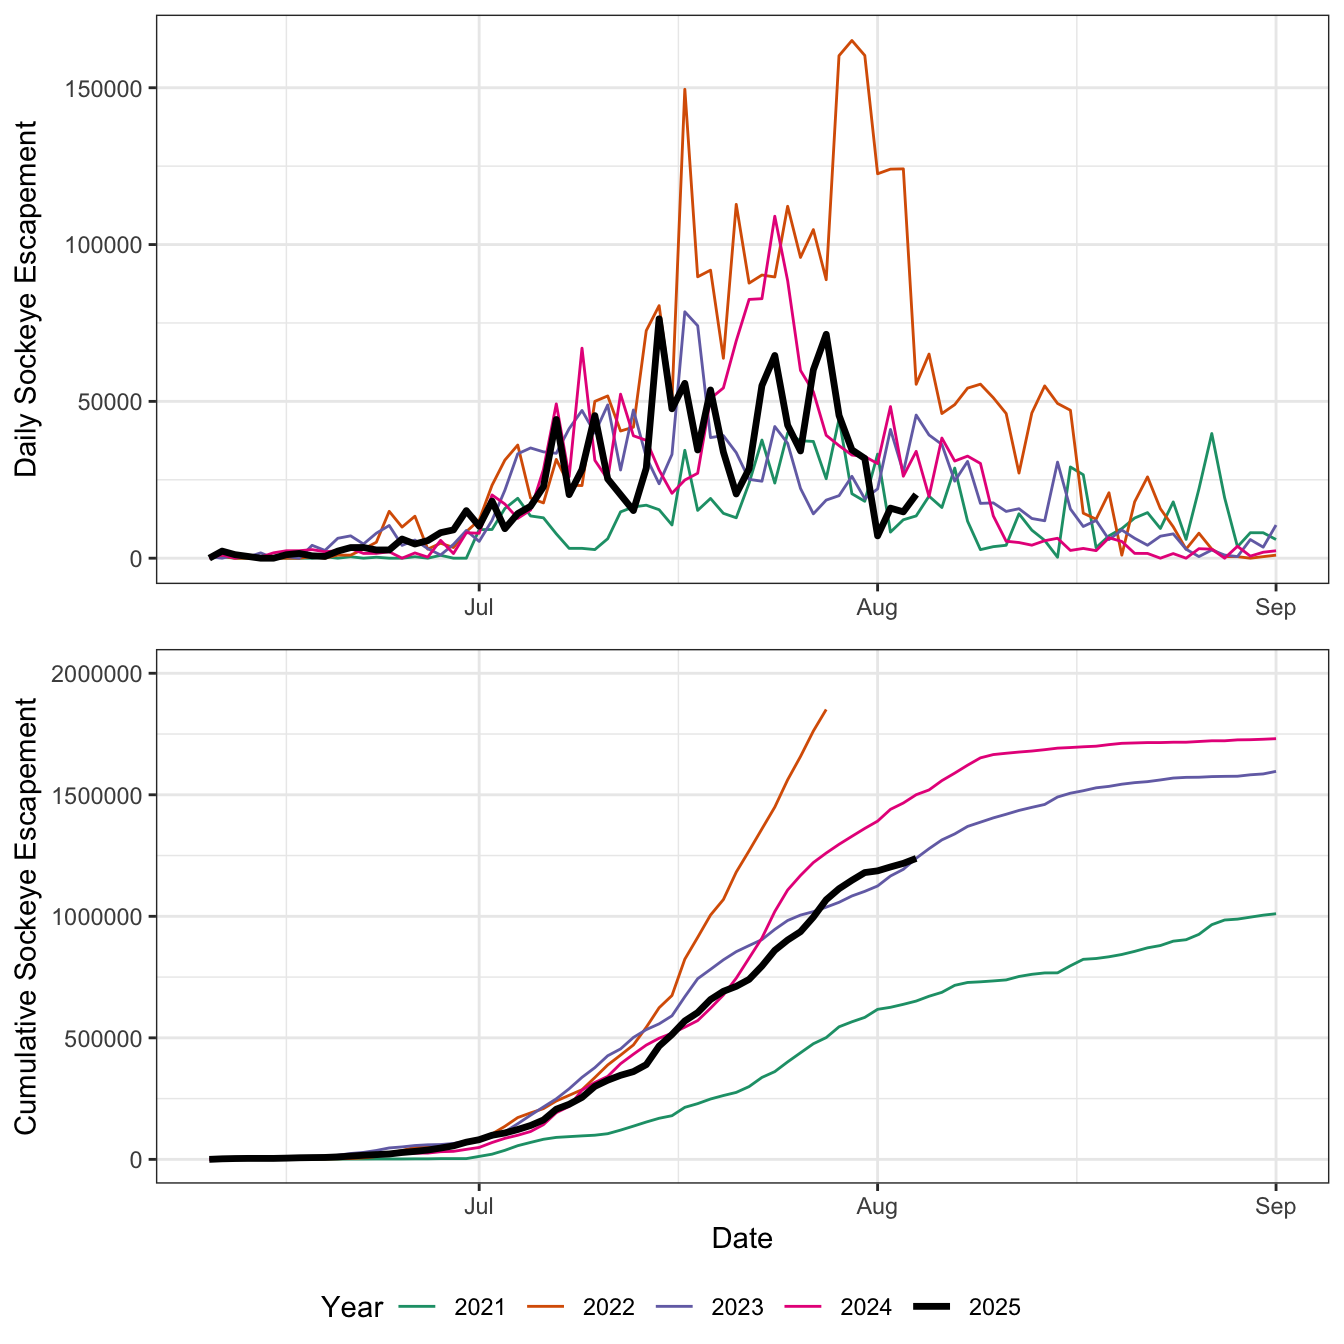 Daily Sockeye Escapement
150000
100000
50000
0
Jul Aug Sep
Cumulative Sockeye Escapement
2000000
1500000
1000000
500000
0
Jul Aug Sep
Date
Year 2021 2022 2023 2024 2025